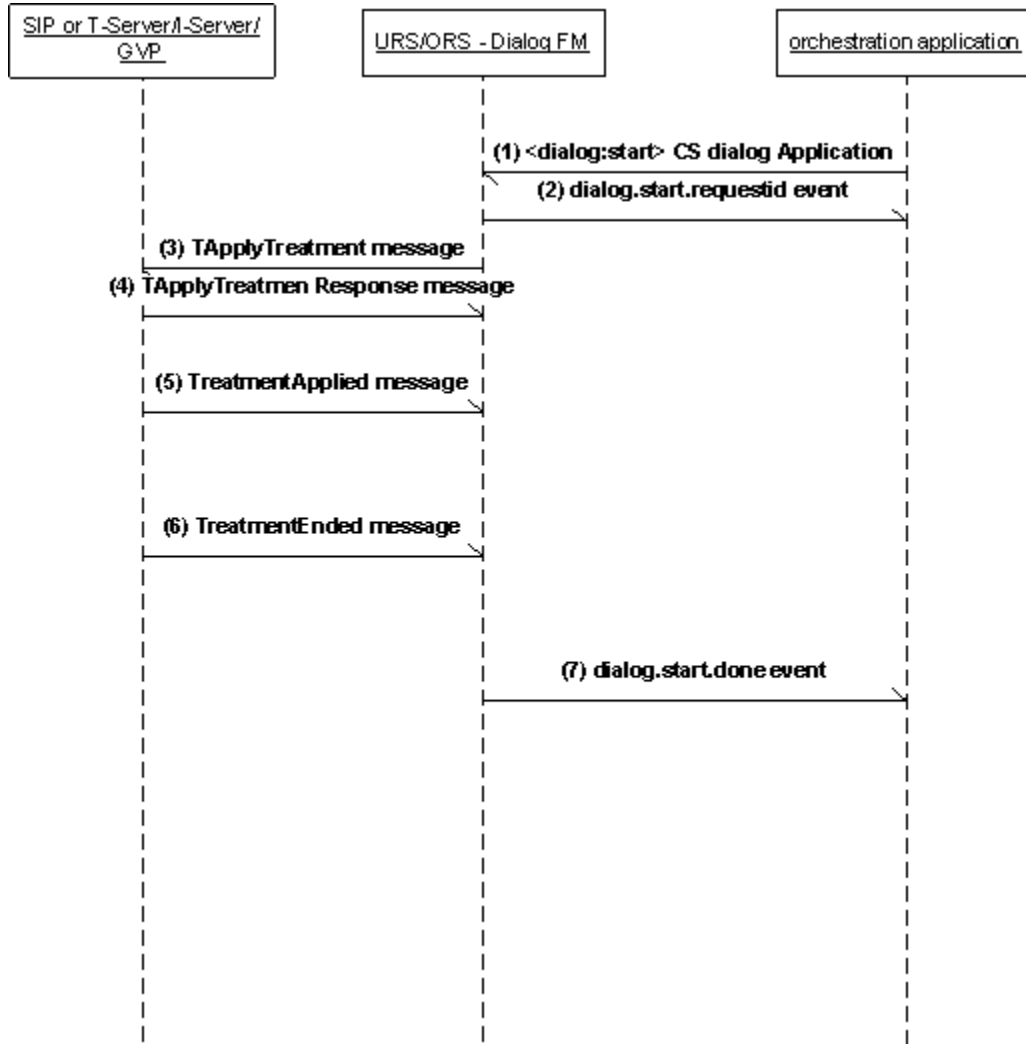 SIP or T-Server/I-Server/
GVP
URS/ORS - Dialog FM
orchestration application
(1) <dialog:start> CS dialog Application
(2) dialog.start.requestid event
(3) TApplyTreatment message
(4) TApplyTreatmen Response message
(5) TreatmentApplied message
(6) TreatmentEnded message
(7) dialog.start.done event